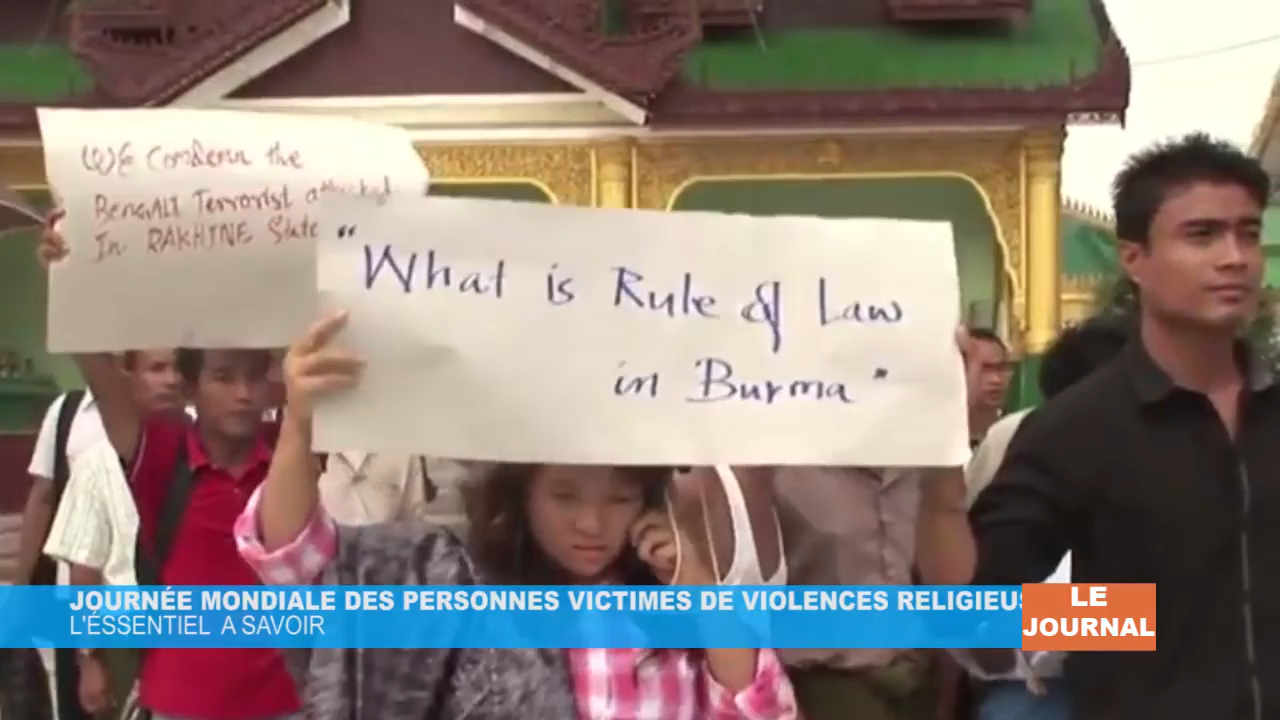 We Condemn the
BengALI Terrorist attacked
In RAKHINE State
"What is Rule of Law
in Burma"
JOURNÉE MONDIALE DES PERSONNES VICTIMES DE VIOLENCES RELIGIEUS
L'ÉSSENTIEL A SAVOIR
LE
JOURNAL